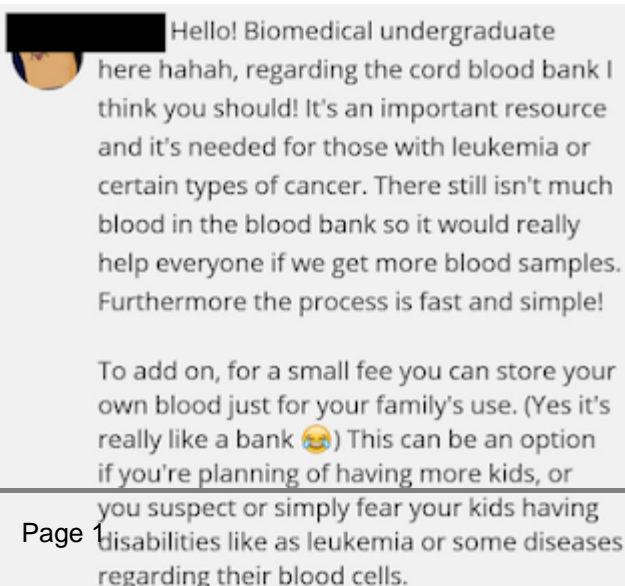 Hello! Biomedical undergraduate
here hahah, regarding the cord blood bank I
think you should! It's an important resource
and it's needed for those with leukemia or
certain types of cancer. There still isn't much
blood in the blood bank so it would really
help everyone if we get more blood samples.
Furthermore the process is fast and simple!
To add on, for a small fee you can store your
own blood just for your family's use. (Yes it's
really like a bank 😂) This can be an option
if you're planning of having more kids, or
you suspect or simply fear your kids having
Page 1
disabilities like as leukemia or some diseases
regarding their blood cells.